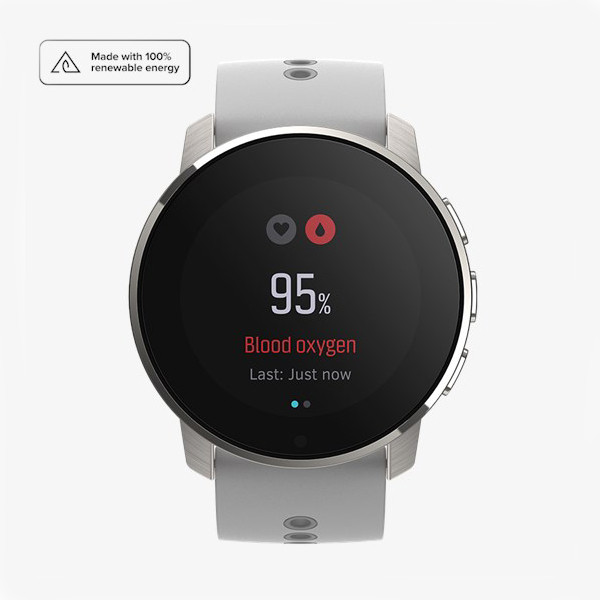 Made with 100%
renewable energy
95%
Blood oxygen
Last: Just now